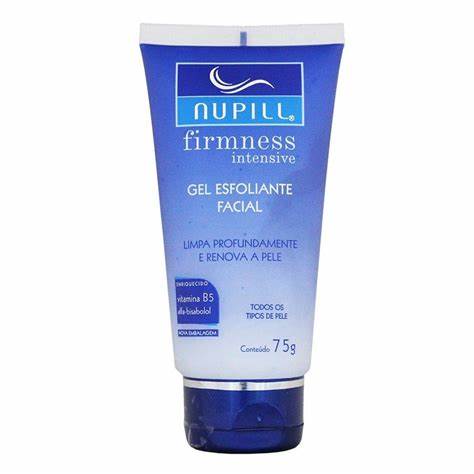 NUPILL®
firmness
intensive
GEL ESFOLIANTE
FACIAL
LIMPA PROFUNDAMENTE
E RENOVA A PELE
ENRIQUECIDO
vitamina B5
alfa-bisabolol
NOVA EMBALAGEM
TODOS OS
TIPOS DE PELE
Conteúdo 75g